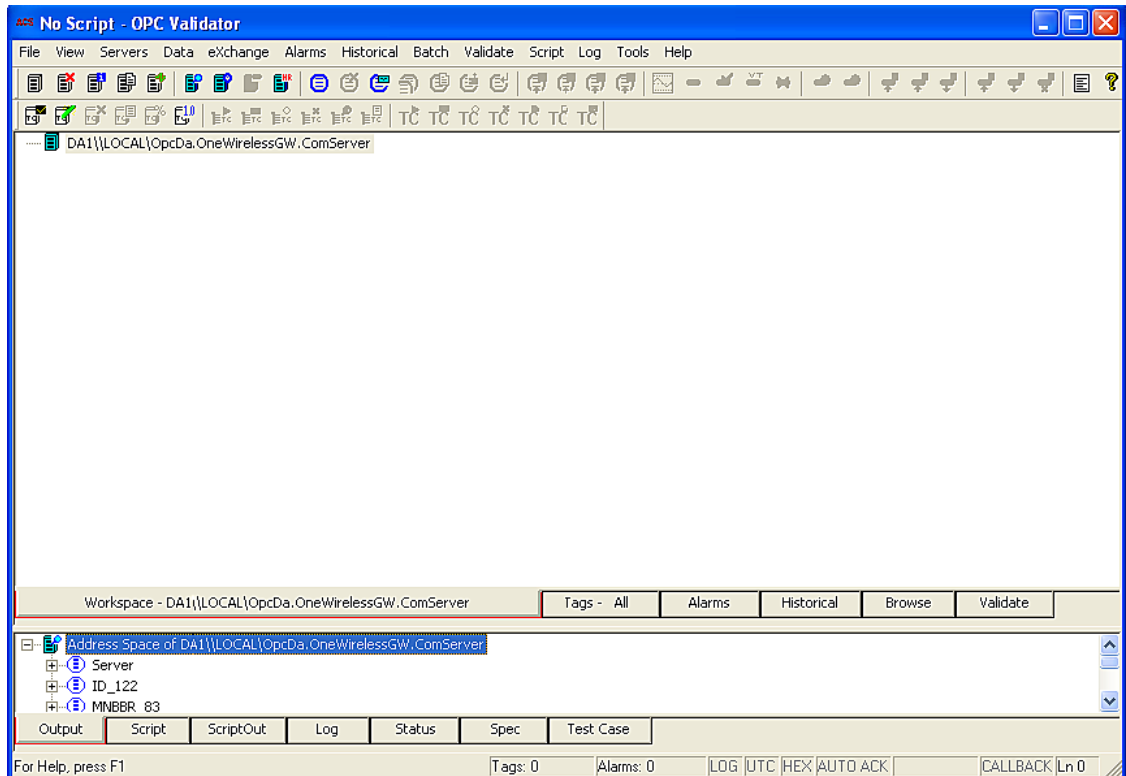 No Script - OPC Validator
File View Servers Data eXchange Alarms Historical Batch Validate Script Log Tools Help
DA1\\LOCAL\OpcDa.OneWirelessGW.ComServer
Workspace - DA1\\LOCAL\OpcDa.OneWirelessGW.ComServer Tags - All Alarms Historical Browse Validate
Address Space of DA1\\LOCAL\OpcDa.OneWirelessGW.ComServer
Server
ID_122
MNBBR_83
Output Script ScriptOut Log Status Spec Test Case
For Help, press F1 Tags: 0 Alarms: 0 LOG UTC HEX AUTO ACK CALLBACK Ln 0